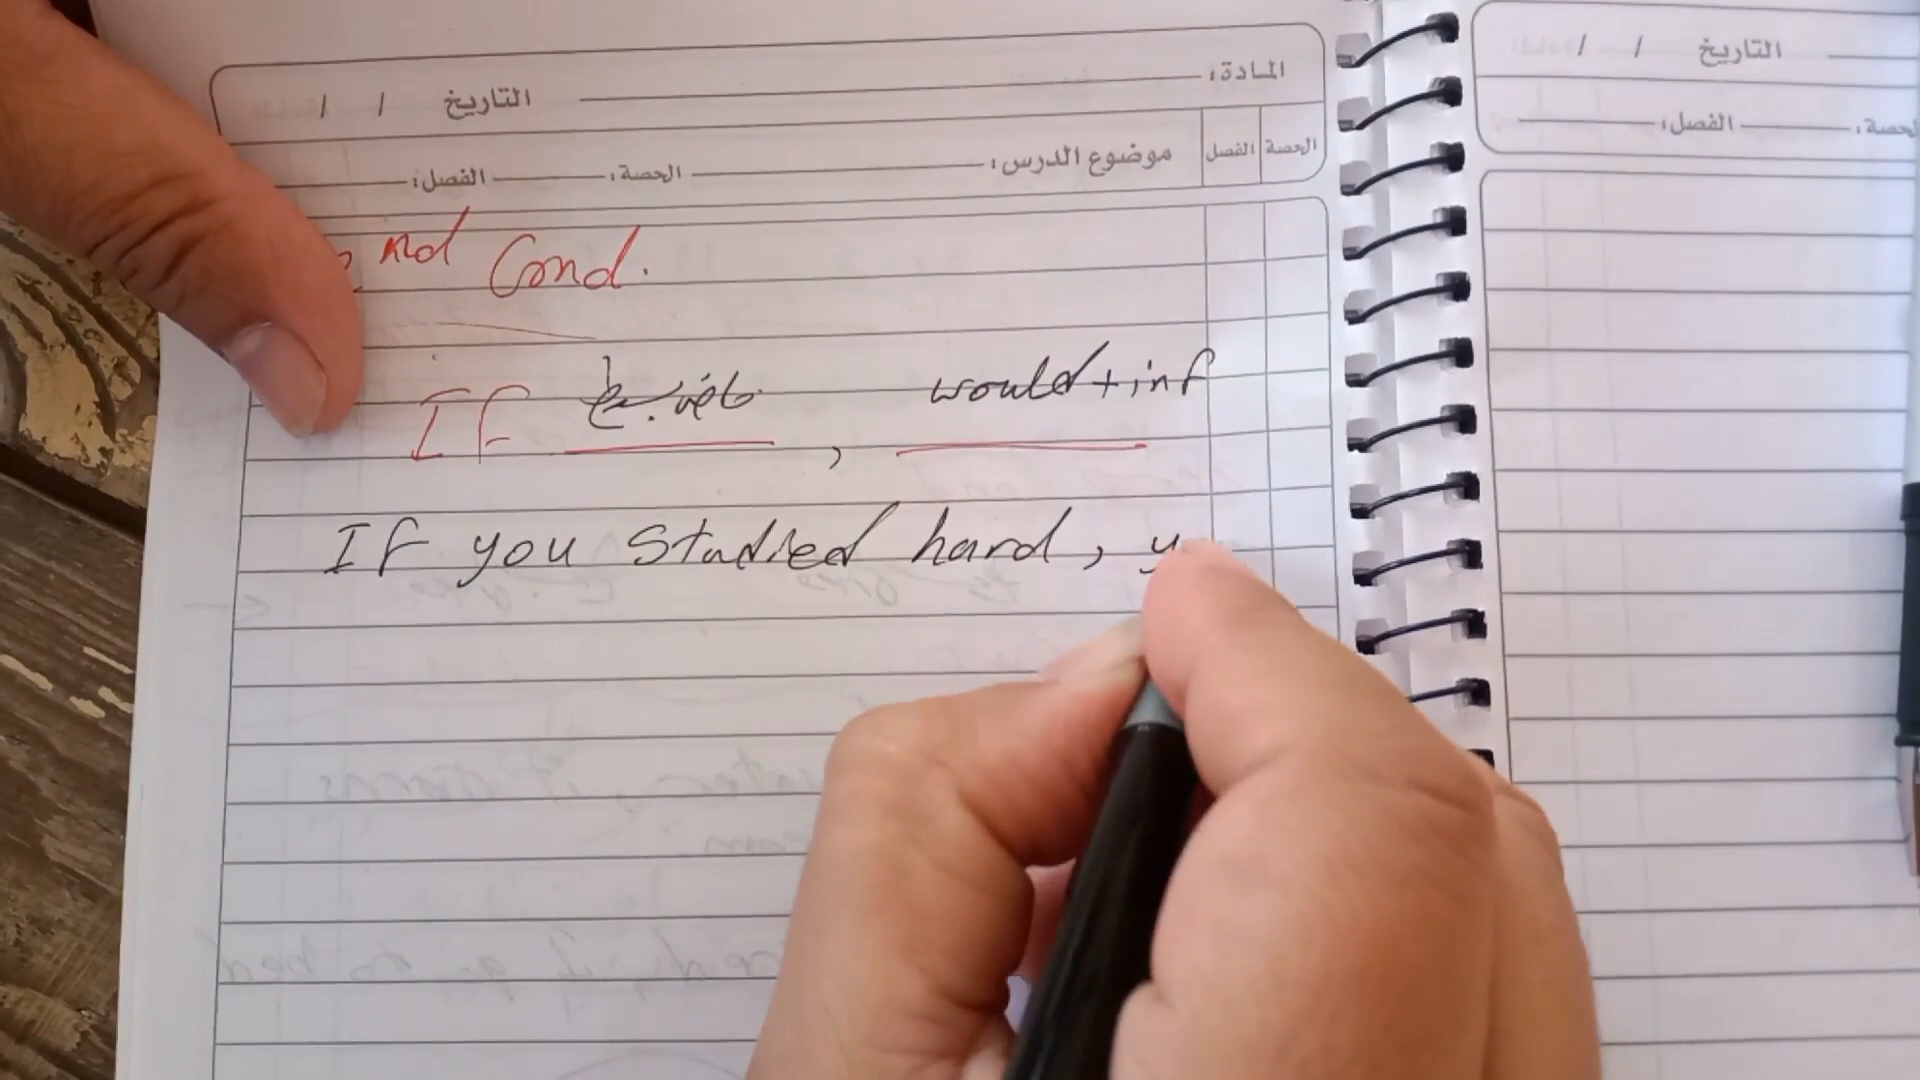 المادة: التاريخ / /
الحصة الفصل موضوع الدرس: الحصة: الفصل:
nd Cond.
If ماضي بسيط , would + inf
If you studied hard, y
التاريخ / /
الحصة: الفصل: